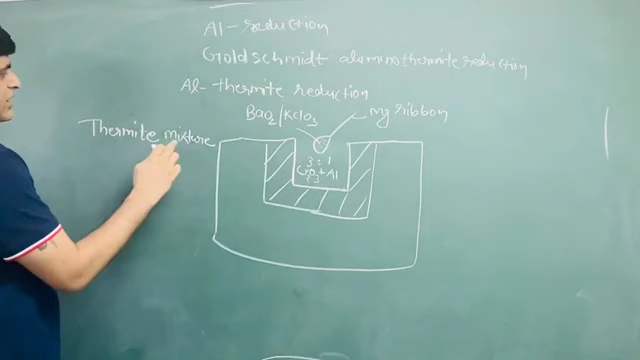 Al-reduction
Goldschmidt aluminothermite reduction
Al-thermite reduction
BaO2/KClO3
Mg ribbon
Thermite mixture
3 : 1
Cr2O3 + Al